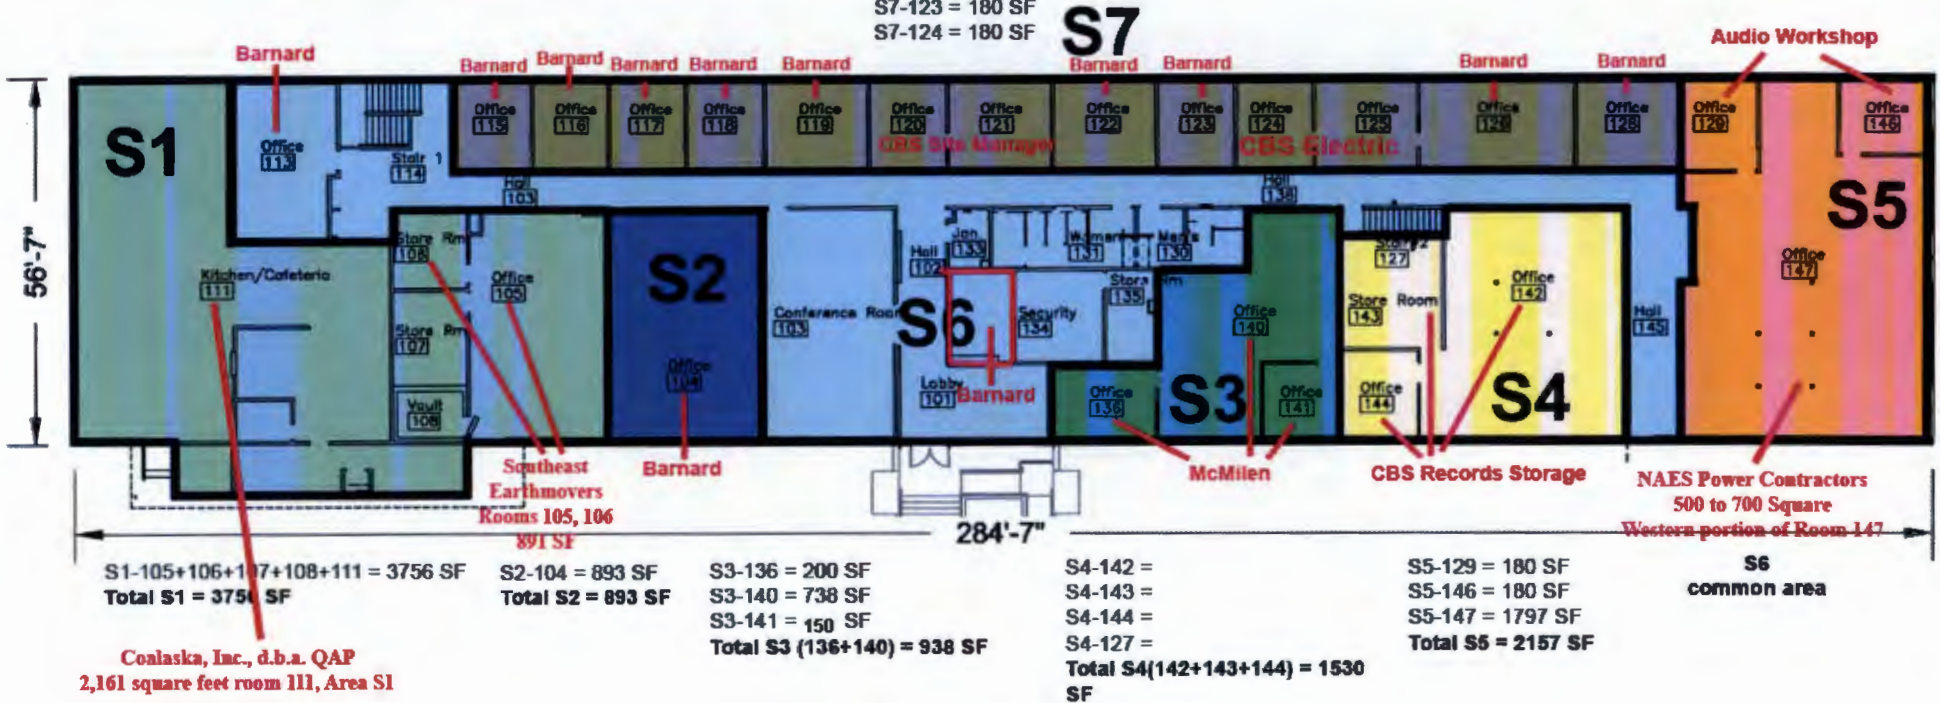 S7-123 = 180 SF
S7-124 = 180 SF
S7
Audio Workshop
Barnard
Barnard
Barnard
Barnard
Barnard
Barnard
Barnard
Barnard
Barnard
Barnard
Office
115
Office
116
Office
117
Office
118
Office
119
Office
120
Office
121
Office
122
Office
123
Office
124
Office
125
Office
126
Office
128
Office
129
Office
146
CBS Site Manager
CBS Electric
S1
Office
113
Stair 1
114
Hall
103
Hall
138
S5
56'-7"
Store Rm
108
Office
105
S2
Jan
133
Hall
102
Women
131
Men's
130
Stair 2
127
Office
142
Office
147
Kitchen/Cafeteria
111
Store Rm
107
Conference Room
103
S6
Security
134
Store Rm
135
Office
140
Store Room
143
Hall
145
Office
104
Lobby
101
Barnard
Office
136
S3
Office
141
Office
144
S4
Vault
108
Southeast
Earthmovers
Rooms 105, 106
891 SF
Barnard
McMilen
CBS Records Storage
NAES Power Contractors
500 to 700 Square
Western portion of Room 147
284'-7"
S1-105+106+107+108+111 = 3756 SF
Total S1 = 3756 SF
S2-104 = 893 SF
Total S2 = 893 SF
S3-136 = 200 SF
S3-140 = 738 SF
S3-141 = 150 SF
Total S3 (136+140) = 938 SF
S4-142 =
S4-143 =
S4-144 =
S4-127 =
Total S4(142+143+144) = 1530
SF
S5-129 = 180 SF
S5-146 = 180 SF
S5-147 = 1797 SF
Total S5 = 2157 SF
S6
common area
Coalaska, Inc., d.b.a. QAP
2,161 square feet room 111, Area S1